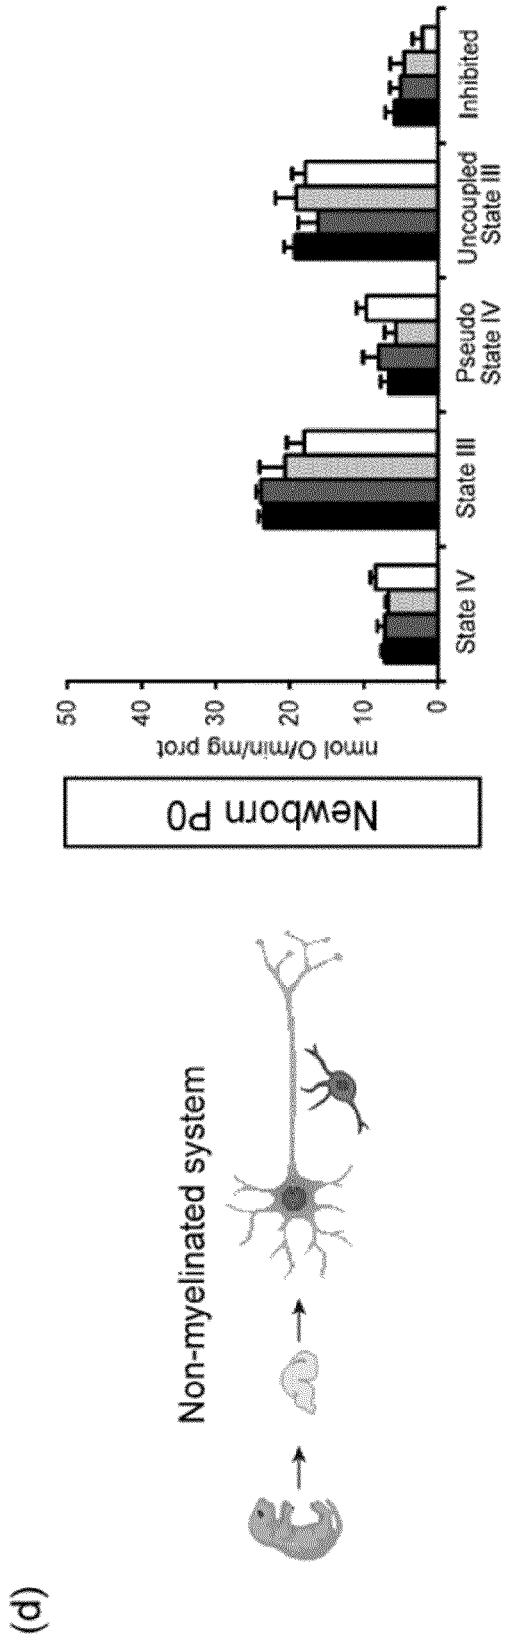 (d)
Non-myelinated system
Newborn P0
nmol O/min/mg prot
50
40
30
20
10
0
State IV
State III
Pseudo
State IV
Uncoupled
State III
Inhibited